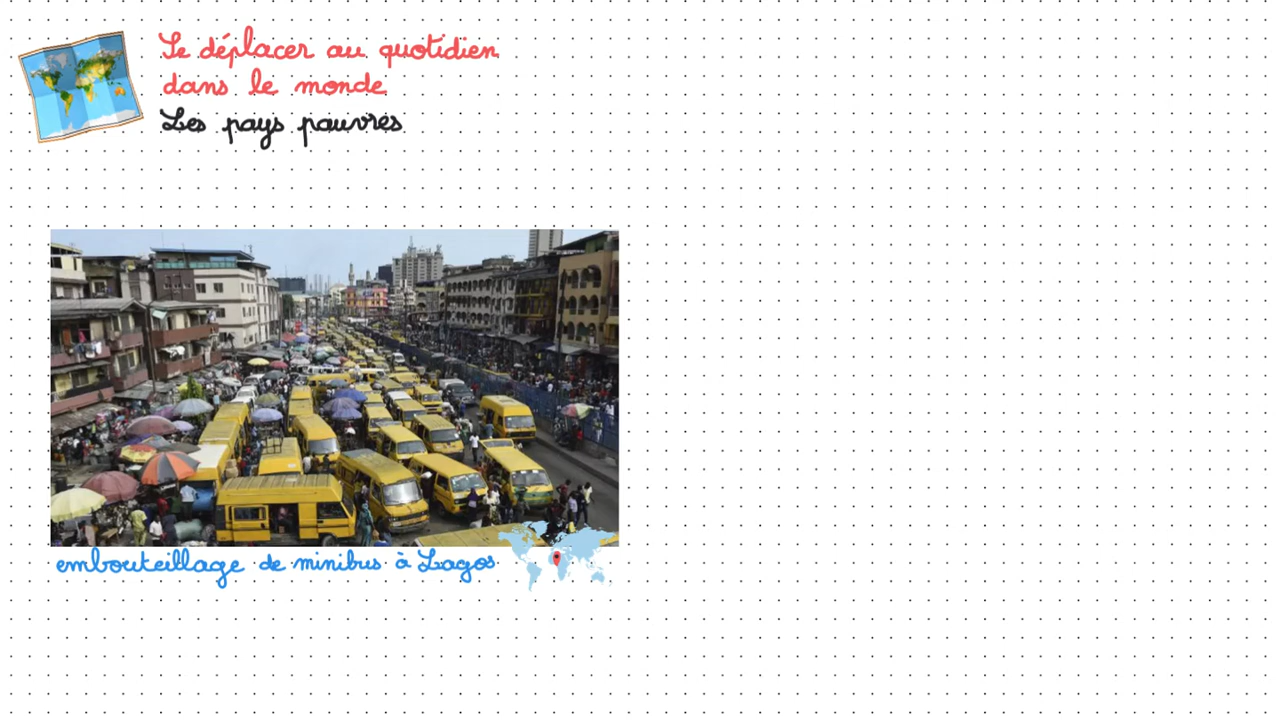 Se déplacer au quotidien
dans le monde
Les pays pauvres
embouteillage de minibus à Lagos